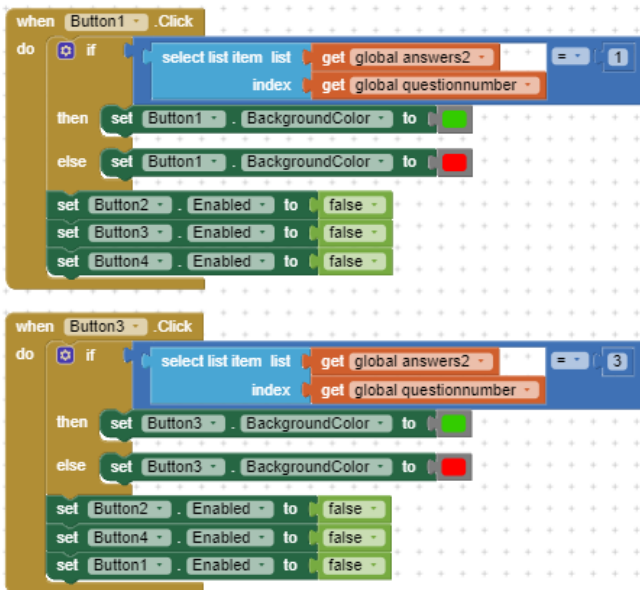 when Button1 .Click
do if select list item list get global answers2 = 1
index get global questionnumber
then set Button1 . BackgroundColor to
else set Button1 . BackgroundColor to
set Button2 . Enabled to false
set Button3 . Enabled to false
set Button4 . Enabled to false
when Button3 .Click
do if select list item list get global answers2 = 3
index get global questionnumber
then set Button3 . BackgroundColor to
else set Button3 . BackgroundColor to
set Button2 . Enabled to false
set Button4 . Enabled to false
set Button1 . Enabled to false